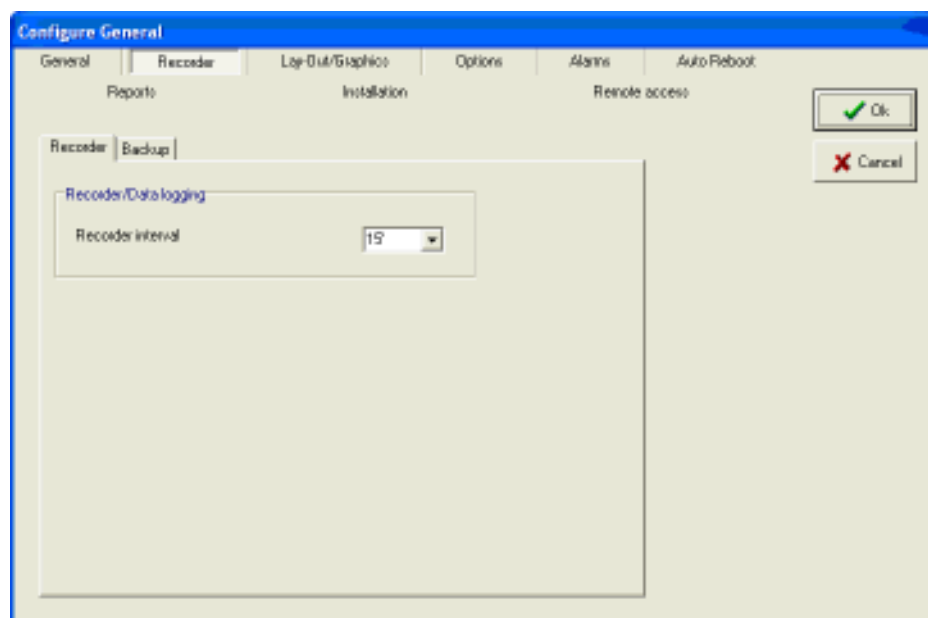 Configure General
General Recorder Lay-Out/Graphics Options Alarms Auto Reboot
Reports Installation Remote access
Ok
Recorder Backup
Cancel
Recorder/Data logging
Recorder interval 15'